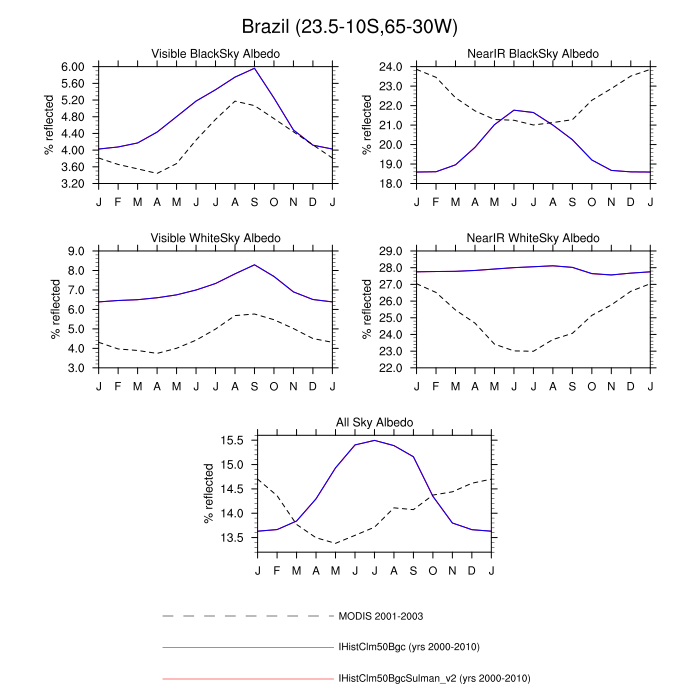 Brazil (23.5-10S,65-30W)
Visible BlackSky Albedo
% reflected
6.00
5.20
4.80
4.40
4.00
3.60
3.20
J F M A M J J A S O N D J
NearIR BlackSky Albedo
% reflected
24.0
23.0
22.0
21.0
20.0
19.0
18.0
J F M A M J J A S O N D J
Visible WhiteSky Albedo
% reflected
9.0
8.0
7.0
6.0
5.0
4.0
3.0
J F M A M J J A S O N D J
NearIR WhiteSky Albedo
% reflected
29.0
28.0
27.0
26.0
25.0
24.0
23.0
22.0
J F M A M J J A S O N D J
All Sky Albedo
% reflected
15.5
15.0
14.5
14.0
13.5
J F M A M J J A S O N D J
MODIS 2001-2003
IHistClm50Bgc (yrs 2000-2010)
IHistClm50BgcSulman_v2 (yrs 2000-2010)